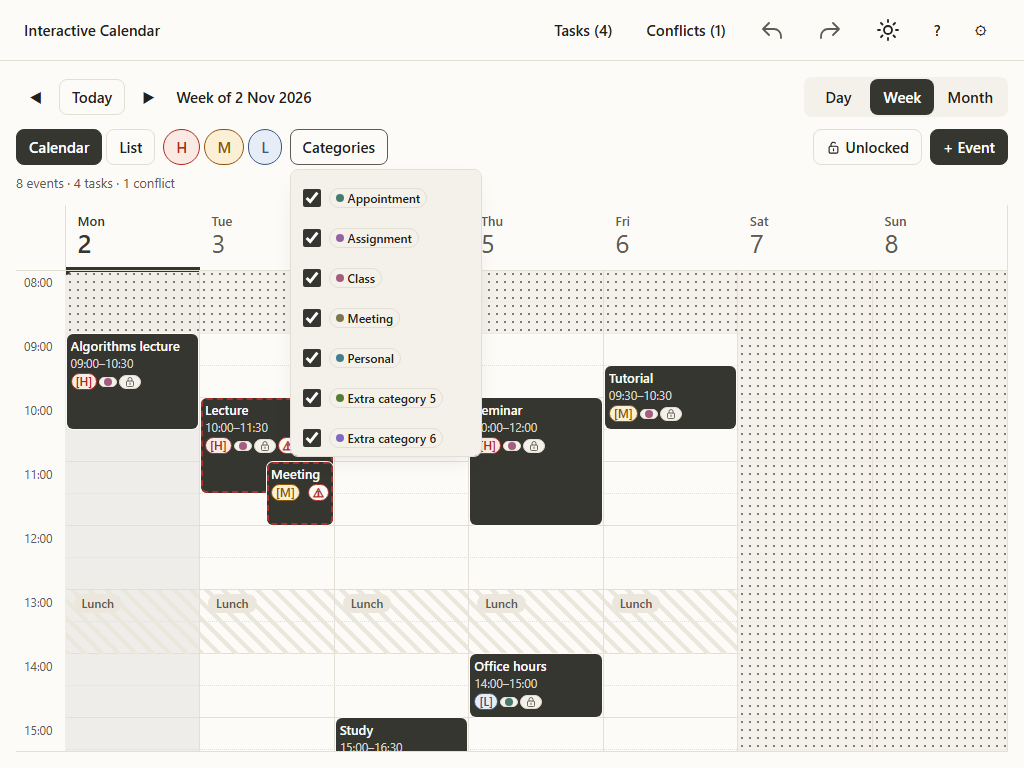 Interactive Calendar
Tasks (4) Conflicts (1) ?
Today Week of 2 Nov 2026 Day Week Month
Calendar List H M L Categories Unlocked + Event
8 events · 4 tasks · 1 conflict
Appointment
Assignment
Class
Meeting
Personal
Extra category 5
Extra category 6
Mon Tue Thu Fri Sat Sun
2 3 5 6 7 8
08:00
09:00
10:00
11:00
12:00
13:00
14:00
15:00
Algorithms lecture
09:00–10:30
[H]
Lecture
10:00–11:30
[H]
Meeting
[M]
eminar
0:00–12:00
[H]
Tutorial
09:30–10:30
[M]
Lunch Lunch Lunch Lunch Lunch
Office hours
14:00–15:00
[L]
Study
15:00–16:30